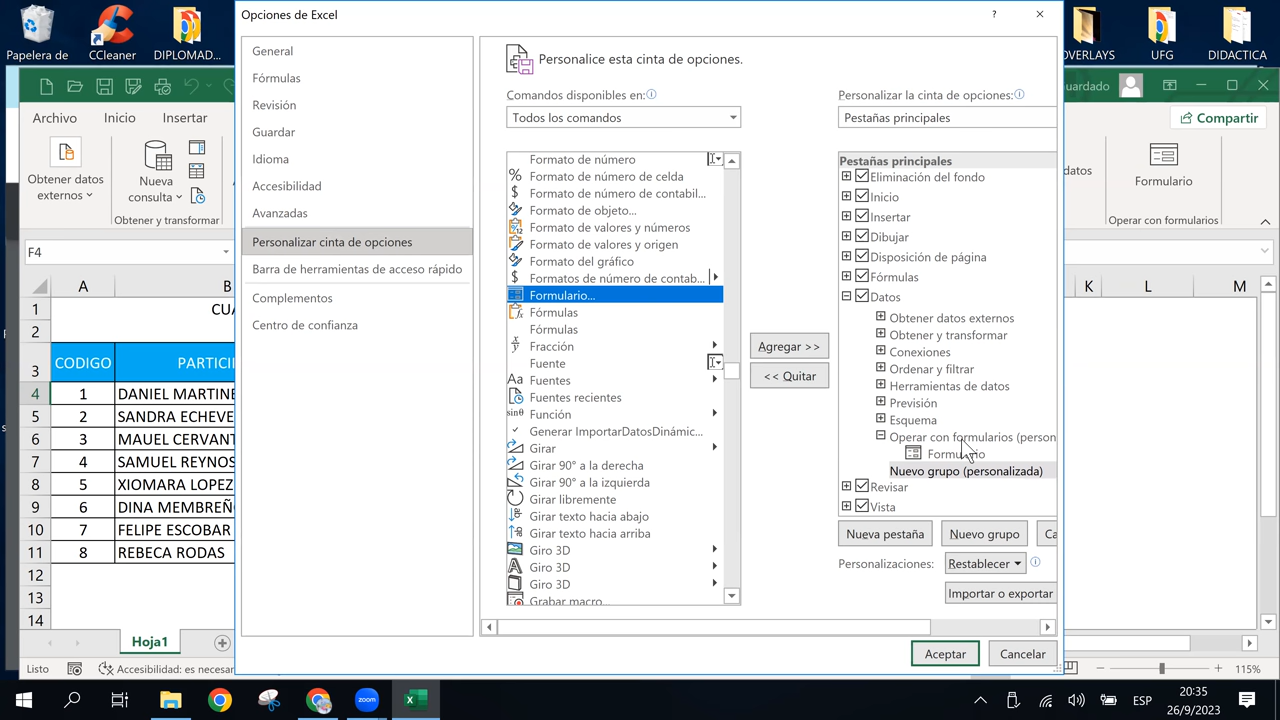 Papelera de
CCleaner
DIPLOMAD...
OVERLAYS
UFG
DIDACTICA
Opciones de Excel
?
Archivo
Inicio
Insertar
Compartir
Obtener datos
externos
Nueva
consulta
Obtener y transformar
Formulario
Operar con formularios
F4
A
B
K
L
M
1
2
3
CODIGO
4
1
DANIEL MARTINE
5
2
SANDRA ECHEVE
6
3
MAUEL CERVANT
7
4
SAMUEL REYNOS
8
5
XIOMARA LOPEZ
9
6
DINA MEMBREÑO
10
7
FELIPE ESCOBAR
11
8
REBECA RODAS
12
13
14
Hoja1
Listo
115%
General
Fórmulas
Revisión
Guardar
Idioma
Accesibilidad
Avanzadas
Personalizar cinta de opciones
Barra de herramientas de acceso rápido
Complementos
Centro de confianza
Personalice esta cinta de opciones.
Comandos disponibles en:
Todos los comandos
Formato de número
Formato de número de celda
Formato de número de contabil...
Formato de objeto...
Formato de valores y números
Formato de valores y origen
Formato del gráfico
Formatos de número de contab...
Formulario...
Fórmulas
Fórmulas
Fracción
Fuente
Fuentes
Fuentes recientes
Función
Generar ImportarDatosDinámic...
Girar
Girar 90° a la derecha
Girar 90° a la izquierda
Girar libremente
Girar texto hacia abajo
Girar texto hacia arriba
Giro 3D
Giro 3D
Giro 3D
Grabar macro...
Agregar >>
<< Quitar
Personalizar la cinta de opciones:
Pestañas principales
Pestañas principales
Eliminación del fondo
Inicio
Insertar
Dibujar
Disposición de página
Fórmulas
Datos
Obtener datos externos
Obtener y transformar
Conexiones
Ordenar y filtrar
Herramientas de datos
Previsión
Esquema
Operar con formularios (person
Nuevo grupo (personalizada)
Revisar
Vista
Nueva pestaña
Nuevo grupo
Personalizaciones:
Restablecer
Importar o exportar
Aceptar
Cancelar
zoom
ESP
20:35
26/9/2023